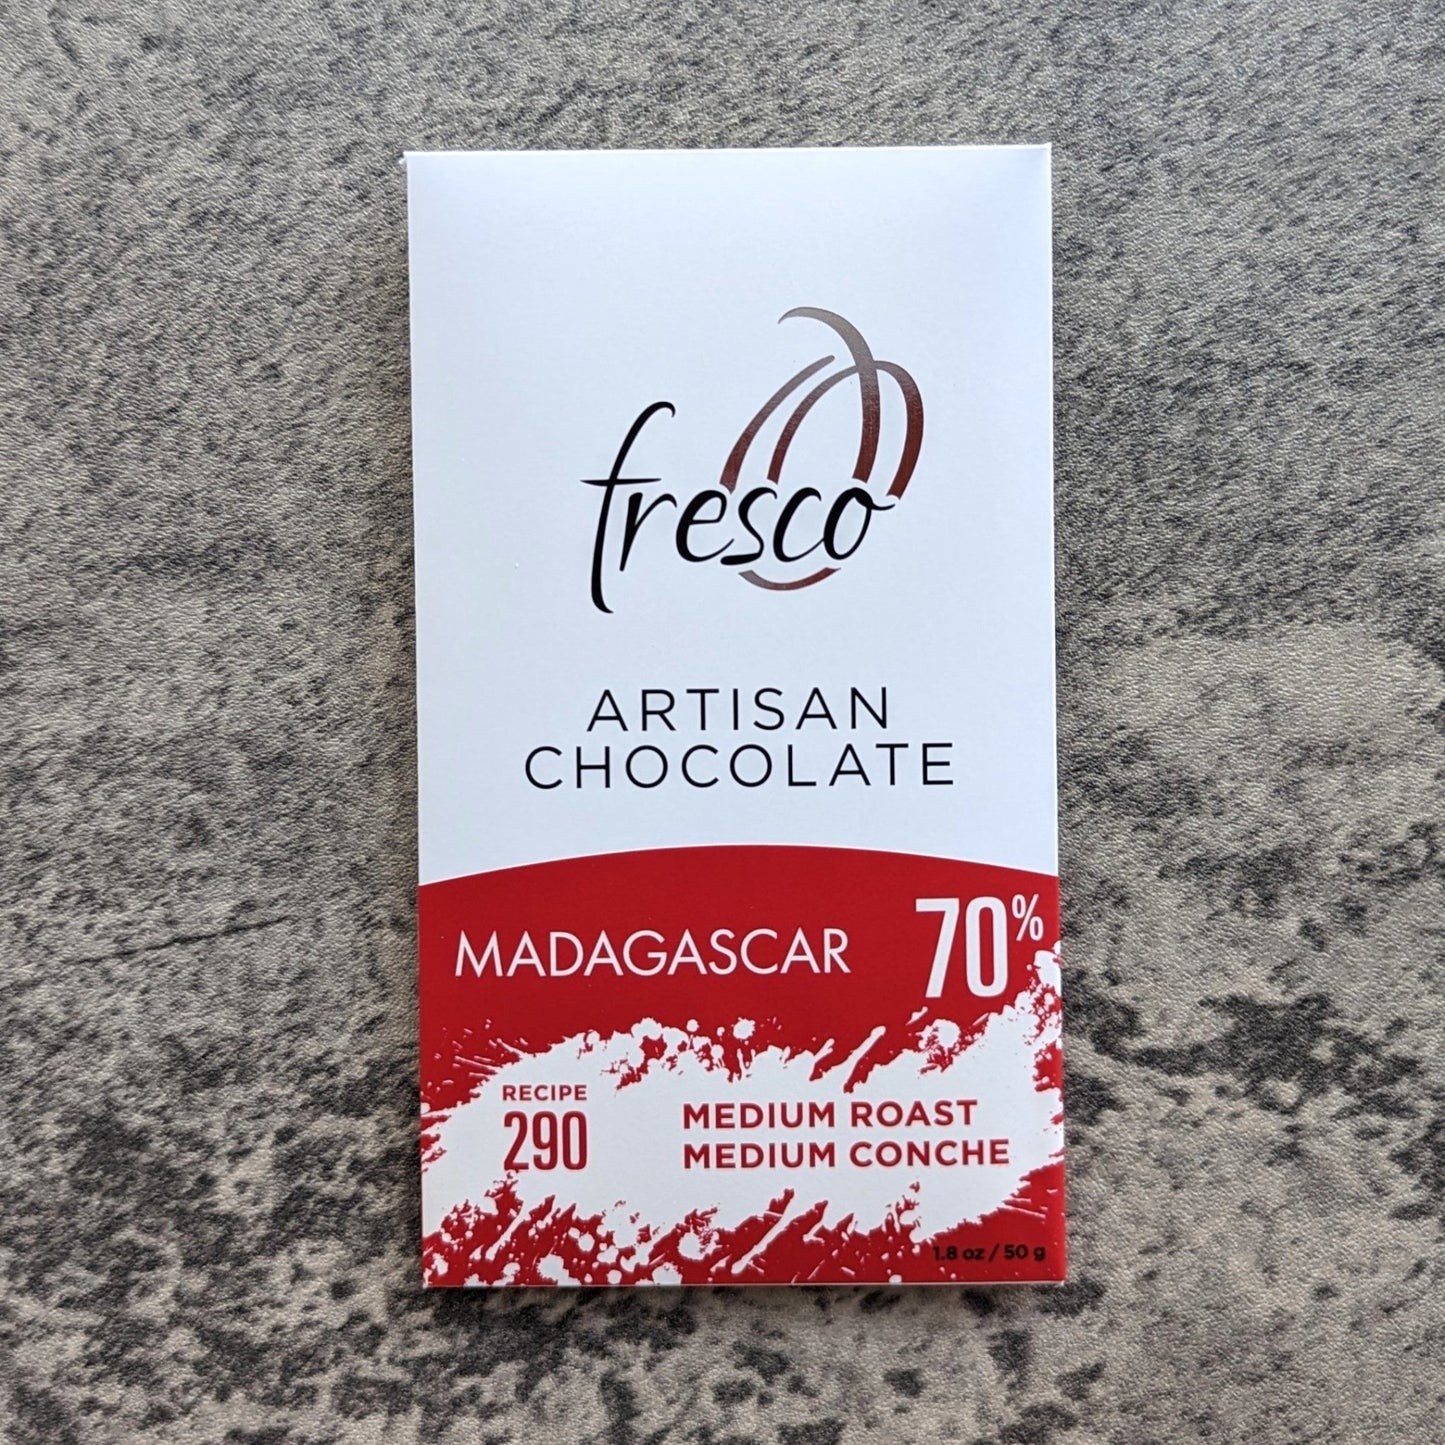 fresco
ARTISAN
CHOCOLATE
MADAGASCAR 70%
RECIPE
290
MEDIUM ROAST
MEDIUM CONCHE
1.8 oz / 50 g